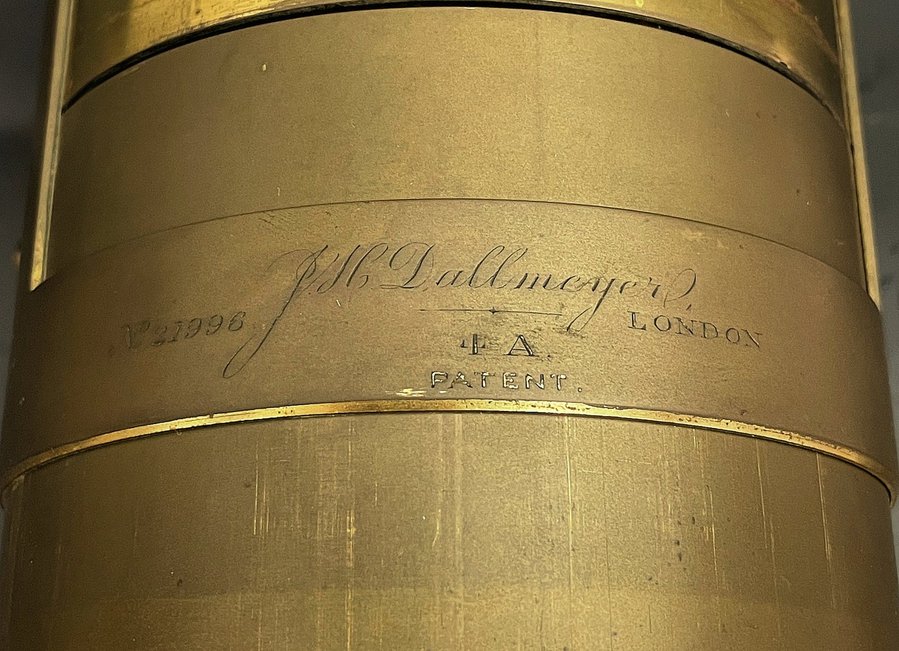 Nº 21996 J H Dallmeyer, LONDON
4 A.
PATENT.